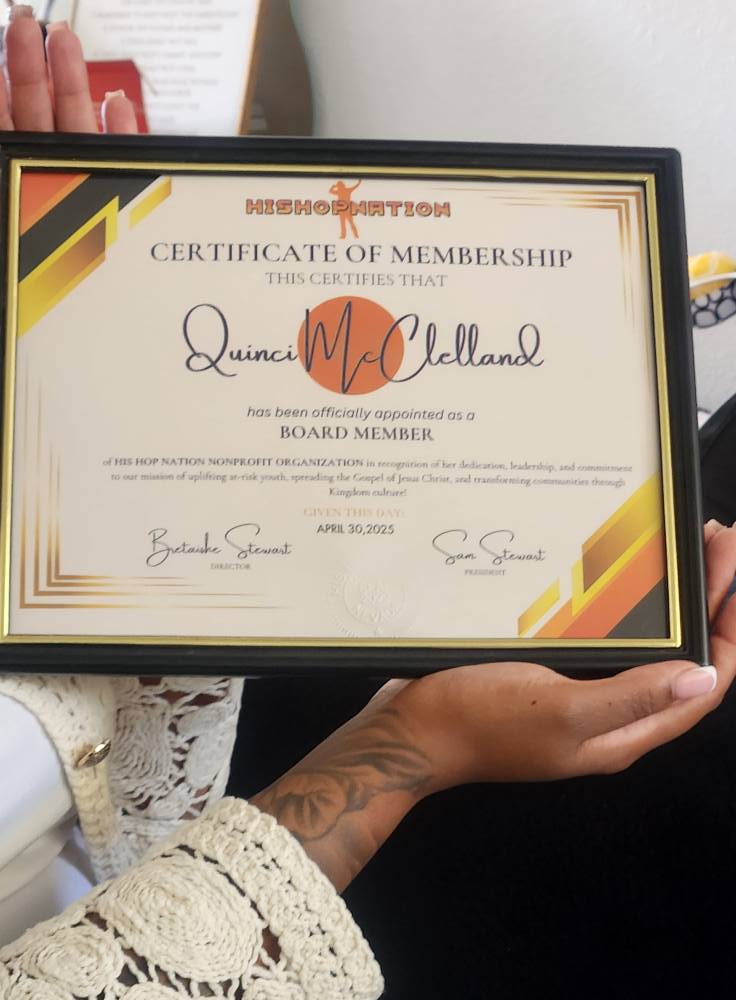 HISHOPNATION
CERTIFICATE OF MEMBERSHIP
THIS CERTIFIES THAT
Quinci McClelland
has been officially appointed as a
BOARD MEMBER
of HIS HOP NATION NONPROFIT ORGANIZATION in recognition of her dedication, leadership, and commitment
to our mission of uplifting at-risk youth, spreading the Gospel of Jesus Christ, and transforming communities through
Kingdom culture!
GIVEN THIS DAY:
APRIL 30,2025
Bretaishe Stewart
Sam Stewart
DIRECTOR
PRESIDENT